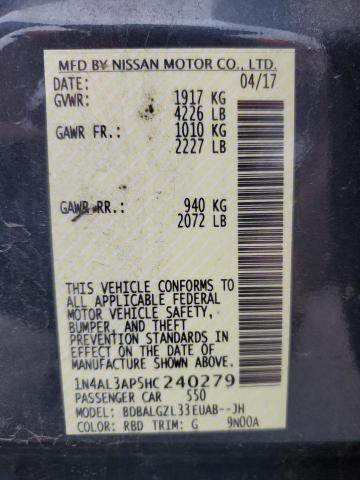 MFD BY NISSAN MOTOR CO., LTD.
DATE: 04/17
GVWR: 1917 KG
4226 LB
GAWR FR.: 1010 KG
2227 LB
GAWR RR.: 940 KG
2072 LB
THIS VEHICLE CONFORMS TO
ALL APPLICABLE FEDERAL
MOTOR VEHICLE SAFETY,
BUMPER, AND THEFT
PREVENTION STANDARDS
IN EFFECT ON THE DATE OF
MANUFACTURE SHOWN ABOVE.
1N4AL3AP5HC240279
PASSENGER CAR 550
MODEL: BDBALGZL33EUAB--JH
COLOR: RBD TRIM: G 9N00A